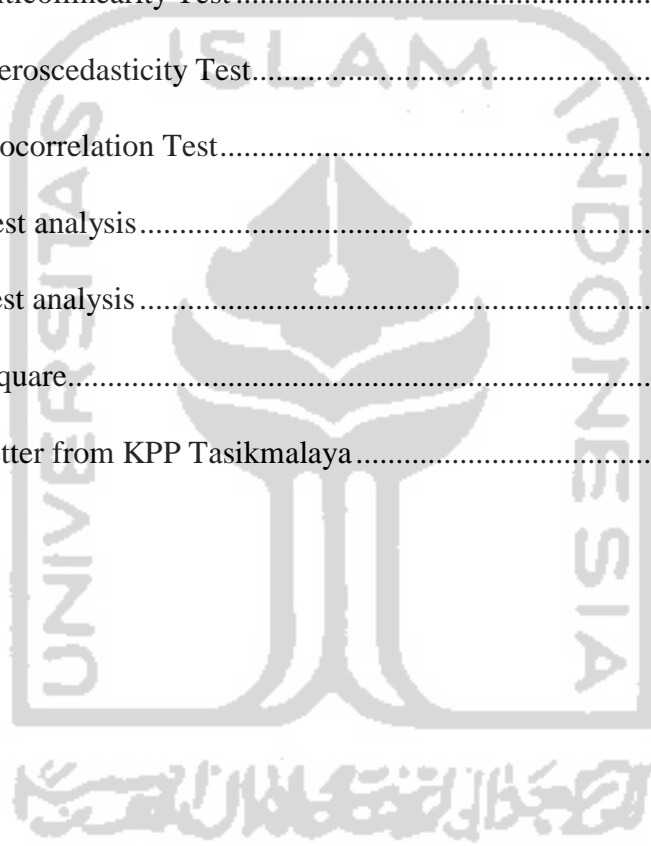 ticollinearity Test
eroscedasticity Test
ocorrelation Test
est analysis
est analysis
quare
tter from KPP Tasikmalaya
UNIVERSITAS
ISLAM
INDONESIA